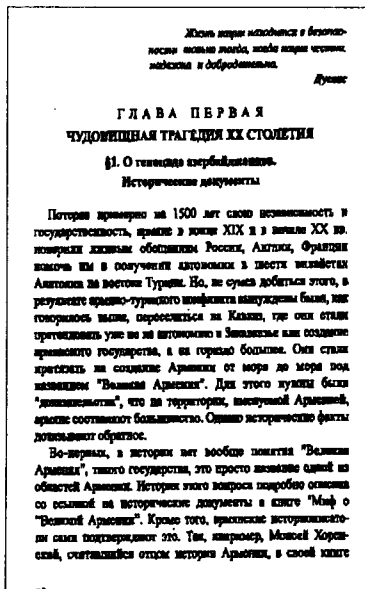 Жизнь нации находится в безопас-
ности только тогда, когда нация честна,
надежна и добродетельна.
Дуглас
ГЛАВА ПЕРВАЯ
ЧУДОВИЩНАЯ ТРАГЕДИЯ XX СТОЛЕТИЯ
§1. О геноциде азербайджанцев.
Исторические документы
Потеряв примерно на 1500 лет свою независимость и
государственность, армяне в конце XIX и в начале XX вв.
поверили лживым обещаниям России, Англии, Франции
помочь им в получении автономии в шести вилайетах
Анатолии на востоке Турции. Но, не сумев добиться этого, в
результате армяно-турецкого конфликта вынуждены были, как
говорилось выше, переселиться на Кавказ, где они стали
претендовать уже не на автономию в Закавказье или создание
армянского государства, а на гораздо большее. Они стали
притязать на создание Армении от моря до моря под
названием "Великая Армения". Для этого нужны были
"доказательства", что на территории, именуемой Арменией,
армяне составляют большинство. Однако исторические факты
доказывают обратное.
Во-первых, в истории нет вообще понятия "Великая
Армения", такого государства, это просто название одной из
областей Армении. История этого вопроса подробно описана
со ссылкой на исторические документы в книге "Миф о
"Великой Армении". Кроме того, армянские историописате-
ли сами подтверждают это. Так, например, Моисей Хорен-
ский, считавшийся отцом истории Армении, в своей книге